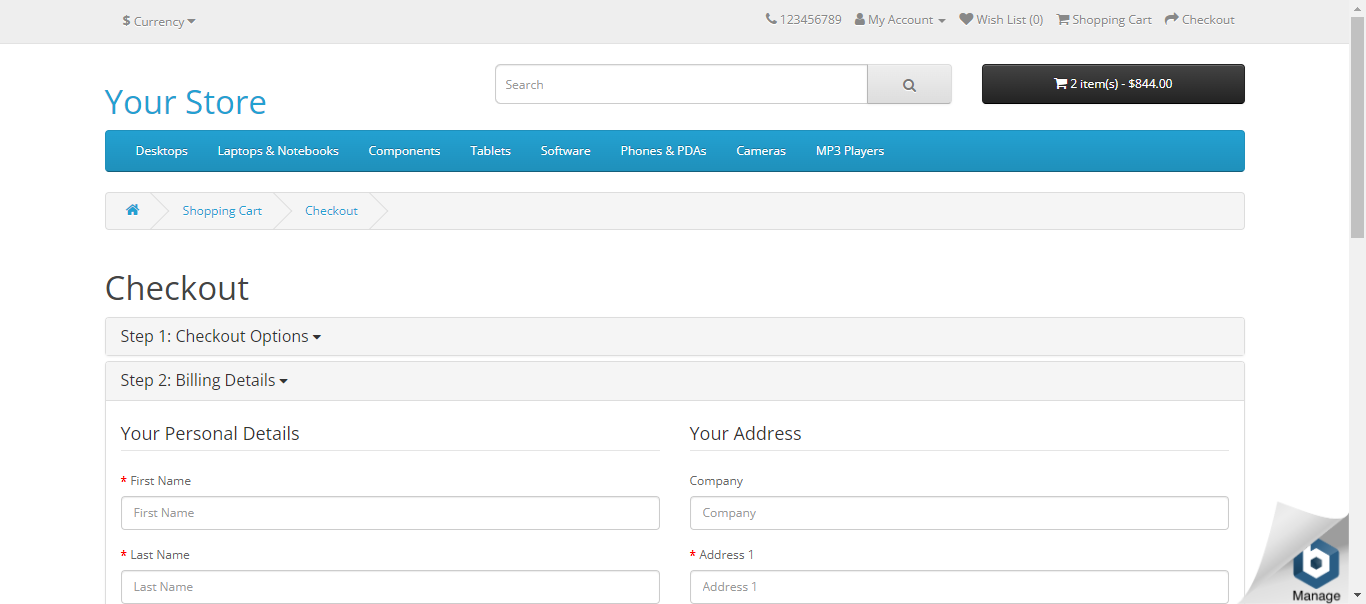 $ Currency
123456789 My Account Wish List (0) Shopping Cart Checkout
Your Store
Search
2 item(s) - $844.00
Desktops Laptops & Notebooks Components Tablets Software Phones & PDAs Cameras MP3 Players
Shopping Cart Checkout
Checkout
Step 1: Checkout Options
Step 2: Billing Details
Your Personal Details
* First Name
First Name
* Last Name
Last Name
Your Address
Company
Company
* Address 1
Address 1
b
Manage